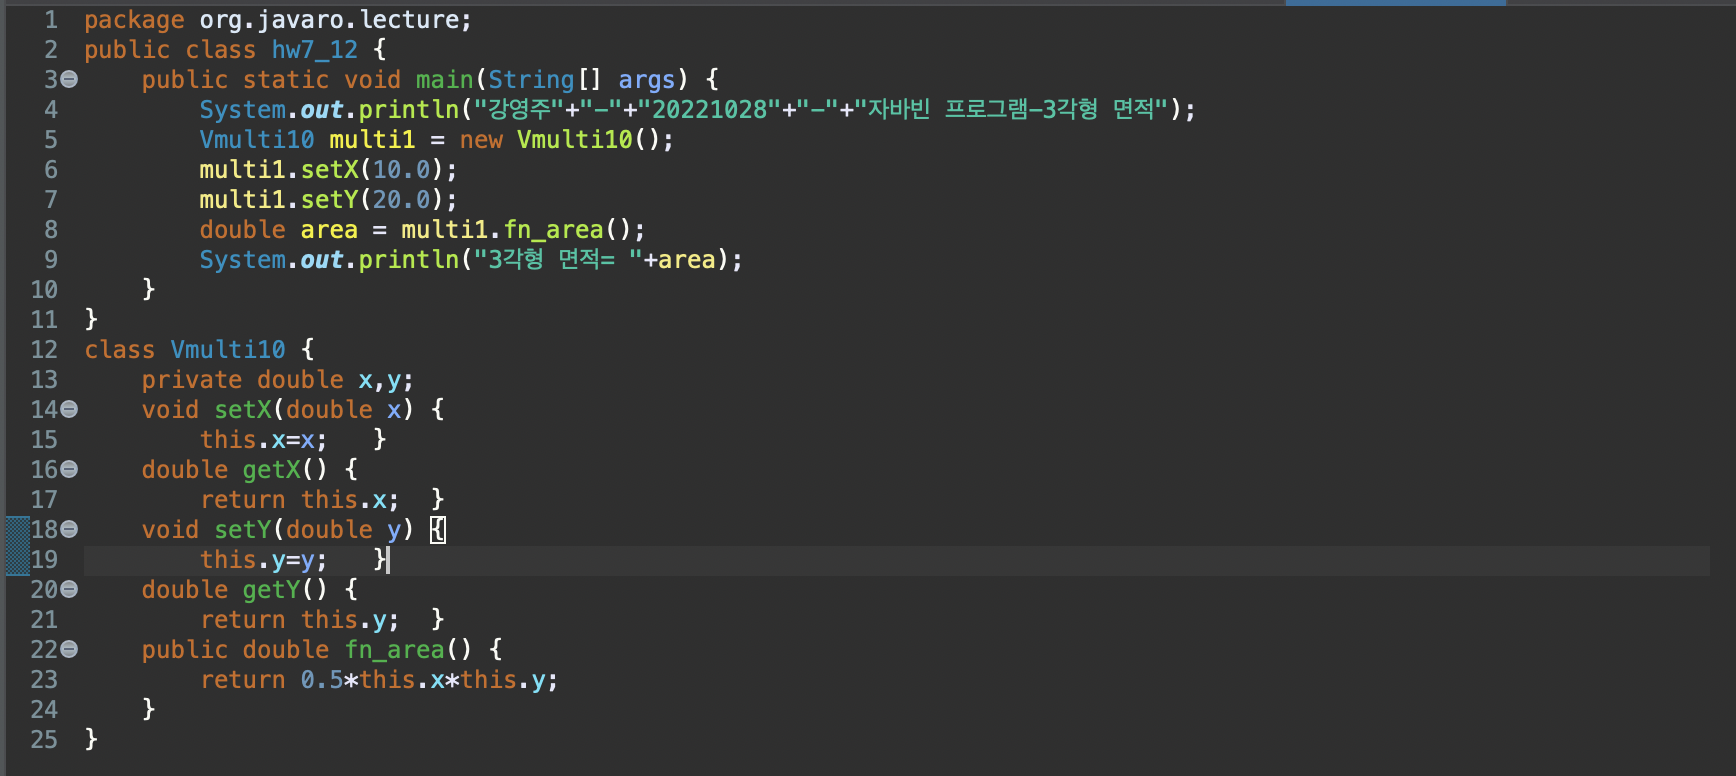 1 package org.javaro.lecture;
2 public class hw7_12 {
3 public static void main(String[] args) {
4 System.out.println("강영주"+"-"+"20221028"+"-"+"자바빈 프로그램-3각형 면적");
5 Vmulti10 multi1 = new Vmulti10();
6 multi1.setX(10.0);
7 multi1.setY(20.0);
8 double area = multi1.fn_area();
9 System.out.println("3각형 면적= "+area);
10 }
11 }
12 class Vmulti10 {
13 private double x,y;
14 void setX(double x) {
15 this.x=x; }
16 double getX() {
17 return this.x; }
18 void setY(double y) {
19 this.y=y; }
20 double getY() {
21 return this.y; }
22 public double fn_area() {
23 return 0.5*this.x*this.y;
24 }
25 }